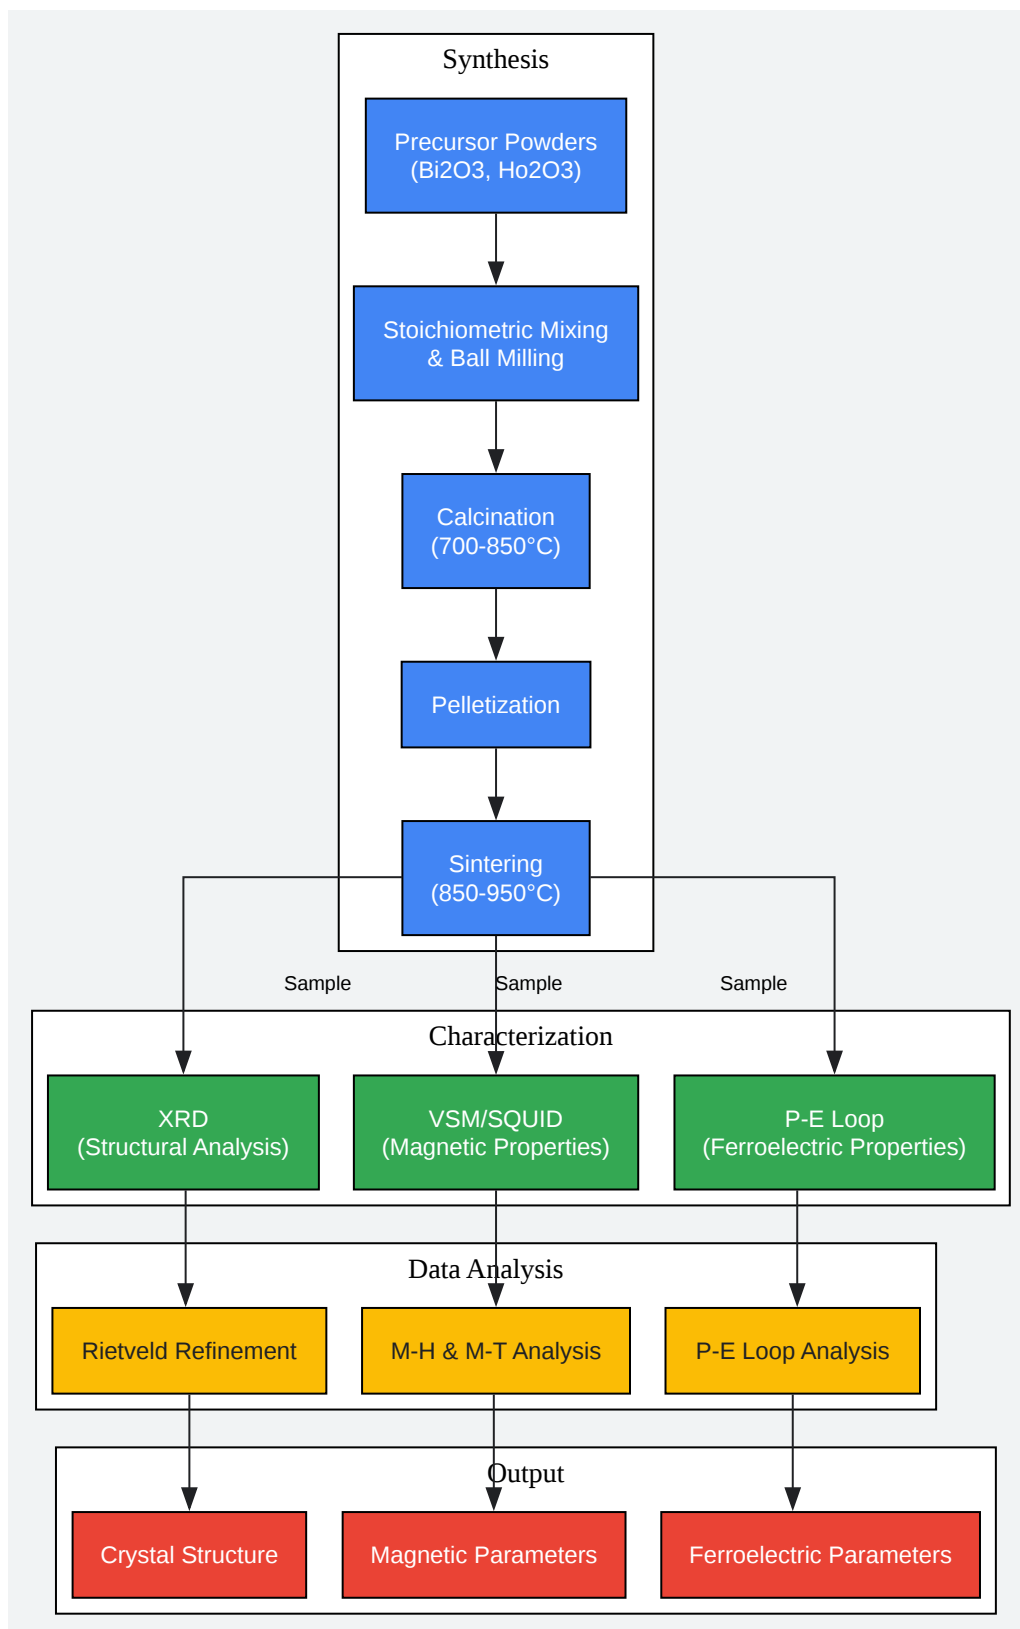 Synthesis
Precursor Powders
(Bi2O3, Ho2O3)
Stoichiometric Mixing
& Ball Milling
Calcination
(700-850°C)
Pelletization
Sintering
(850-950°C)
Sample
Sample
Sample
Characterization
XRD
(Structural Analysis)
VSM/SQUID
(Magnetic Properties)
P-E Loop
(Ferroelectric Properties)
Data Analysis
Rietveld Refinement
M-H & M-T Analysis
P-E Loop Analysis
Output
Crystal Structure
Magnetic Parameters
Ferroelectric Parameters